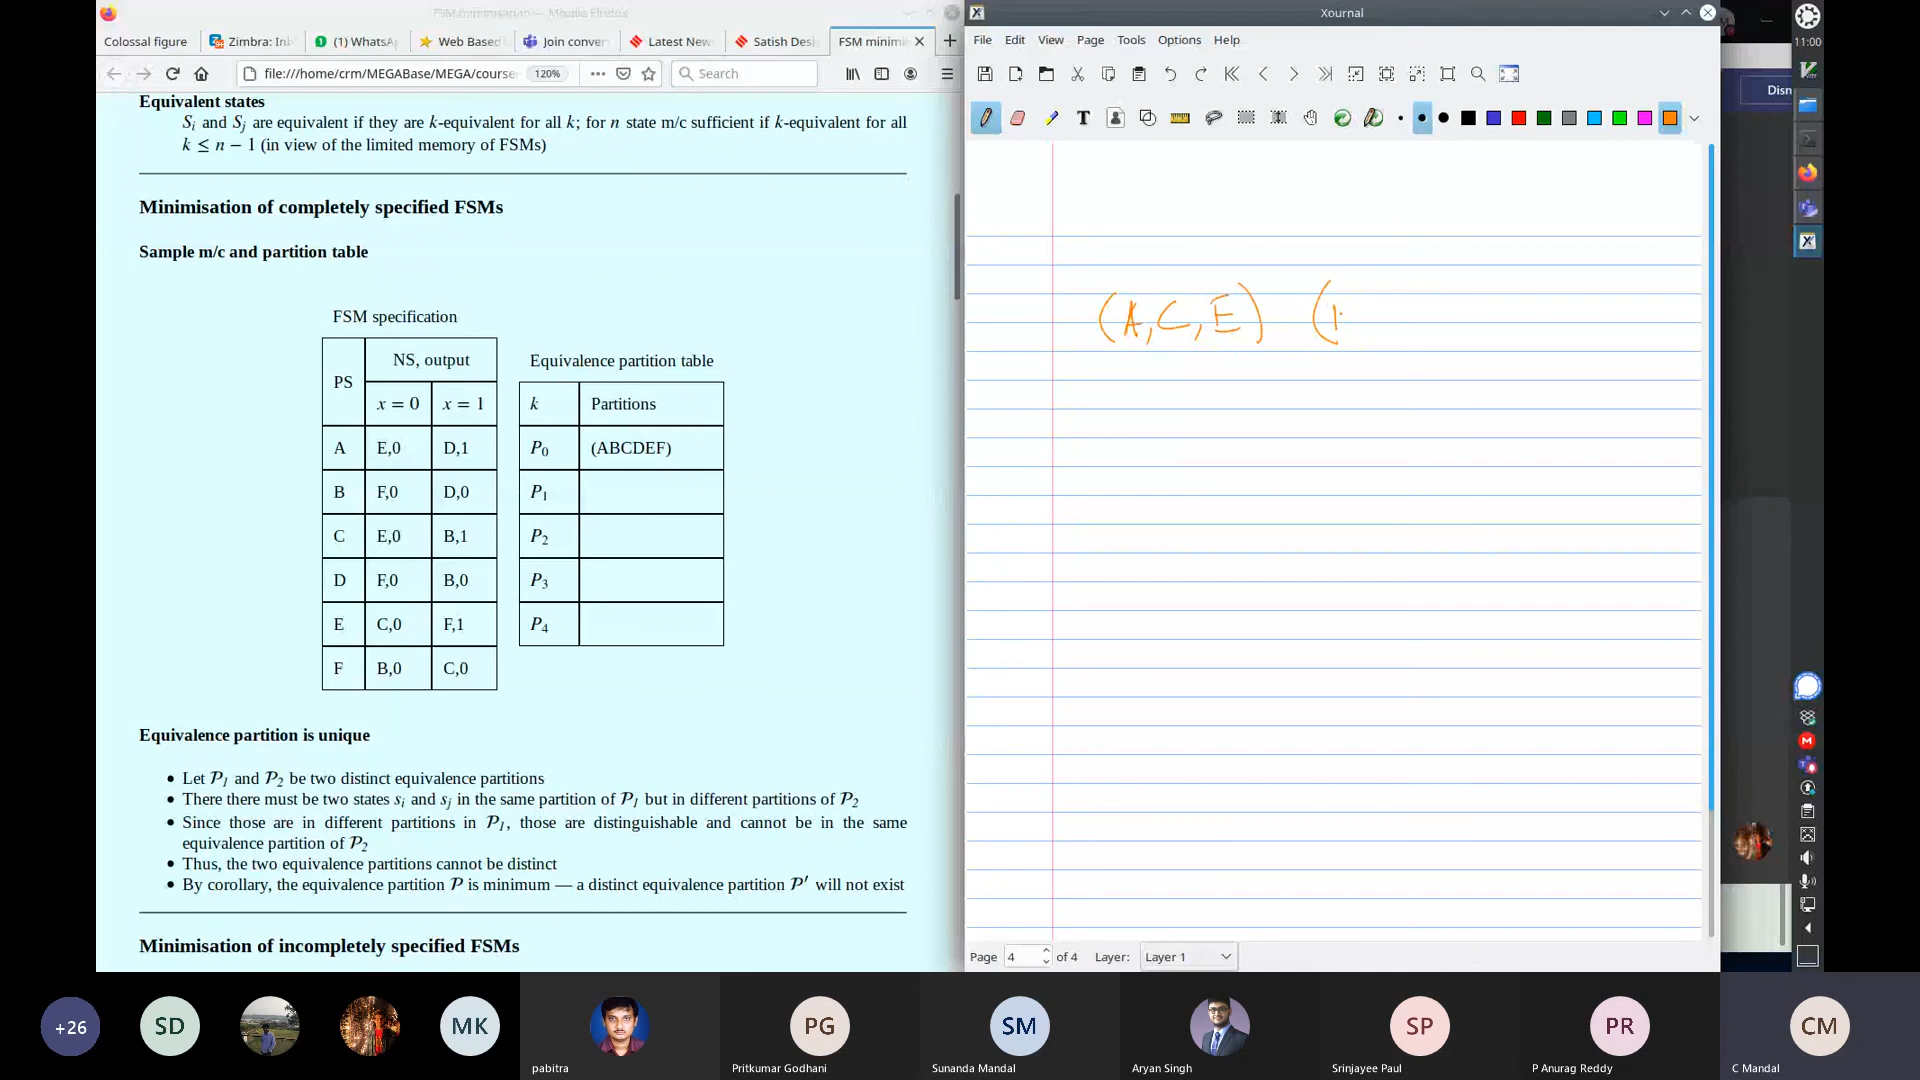 FSM minimisation — Mozilla Firefox
Xournal
Colossal figure
Zimbra: Inb
(1) WhatsA
Web Based
Join conver
Latest New
Satish Desh
FSM minimi
file:///home/crm/MEGABase/MEGA/course
120%
Search
File Edit View Page Tools Options Help
11:00
Equivalent states
Si and Sj are equivalent if they are k-equivalent for all k; for n state m/c sufficient if k-equivalent for all
k ≤ n − 1 (in view of the limited memory of FSMs)
Minimisation of completely specified FSMs
Sample m/c and partition table
FSM specification
PS NS, output
x = 0 x = 1
A E,0 D,1
B F,0 D,0
C E,0 B,1
D F,0 B,0
E C,0 F,1
F B,0 C,0
Equivalence partition table
k Partitions
P0 (ABCDEF)
P1
P2
P3
P4
Equivalence partition is unique
• Let P1 and P2 be two distinct equivalence partitions
• There there must be two states si and sj in the same partition of P1 but in different partitions of P2
• Since those are in different partitions in P1, those are distinguishable and cannot be in the same
equivalence partition of P2
• Thus, the two equivalence partitions cannot be distinct
• By corollary, the equivalence partition P is minimum — a distinct equivalence partition P′ will not exist
Minimisation of incompletely specified FSMs
(A, C, E) (
Page 4 of 4 Layer: Layer 1
Dism
+26
SD
MK
pabitra
PG
Pritkumar Godhani
SM
Sunanda Mandal
Aryan Singh
SP
Srinjayee Paul
PR
P Anurag Reddy
CM
C Mandal